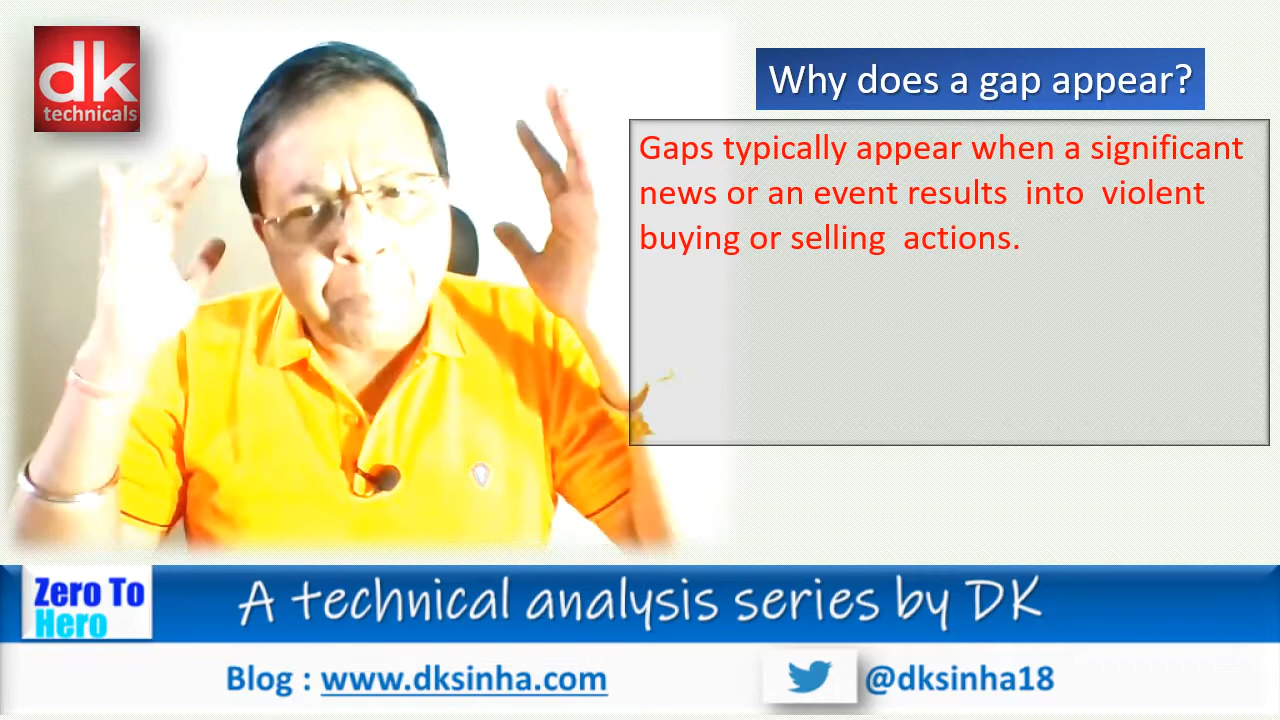 dk
technicals
Why does a gap appear?
Gaps typically appear when a significant
news or an event results  into  violent
buying or selling  actions.
Zero To
Hero
A technical analysis series by DK
Blog : www.dksinha.com
@dksinha18